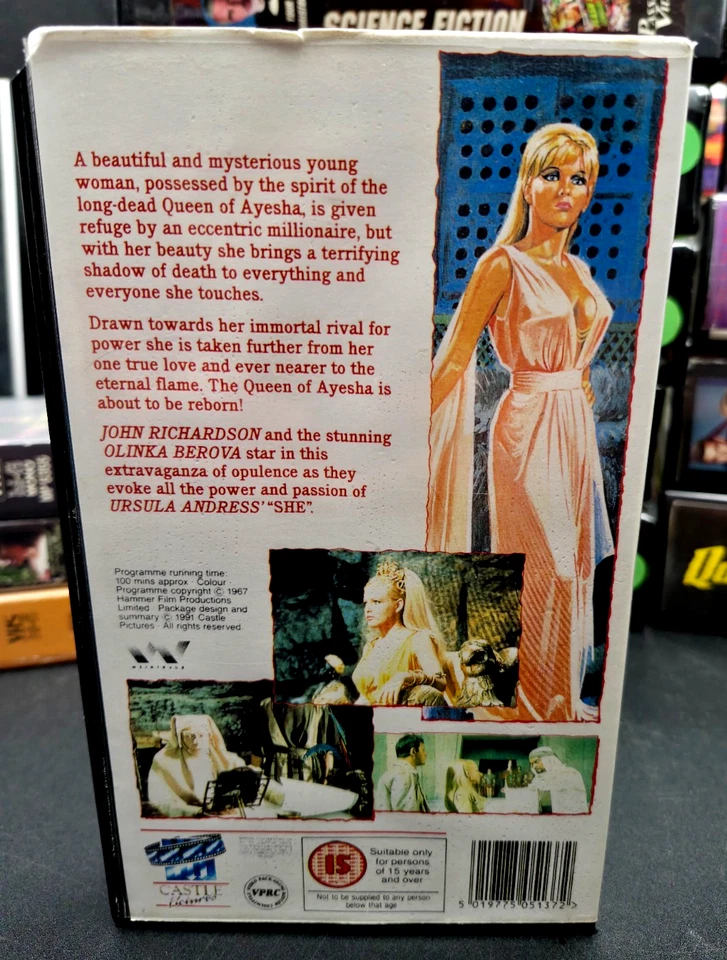 SCIENCE FICTION
A beautiful and mysterious young
woman, possessed by the spirit of the
long-dead Queen of Ayesha, is given
refuge by an eccentric millionaire, but
with her beauty she brings a terrifying
shadow of death to everything and
everyone she touches.
Drawn towards her immortal rival for
power she is taken further from her
one true love and ever nearer to the
eternal flame. The Queen of Ayesha is
about to be reborn!
JOHN RICHARDSON and the stunning
OLINKA BEROVA star in this
extravaganza of opulence as they
evoke all the power and passion of
URSULA ANDRESS' "SHE".
Programme running time:
100 mins approx · Colour ·
Programme copyright © 1967
Hammer Film Productions
Limited · Package design and
summary © 1991 Castle
Pictures · All rights reserved.
CASTLE
Pictures
VPRC
15
Suitable only
for persons
of 15 years
and over
Not to be supplied to any person
below that age
5 019775 051372 >